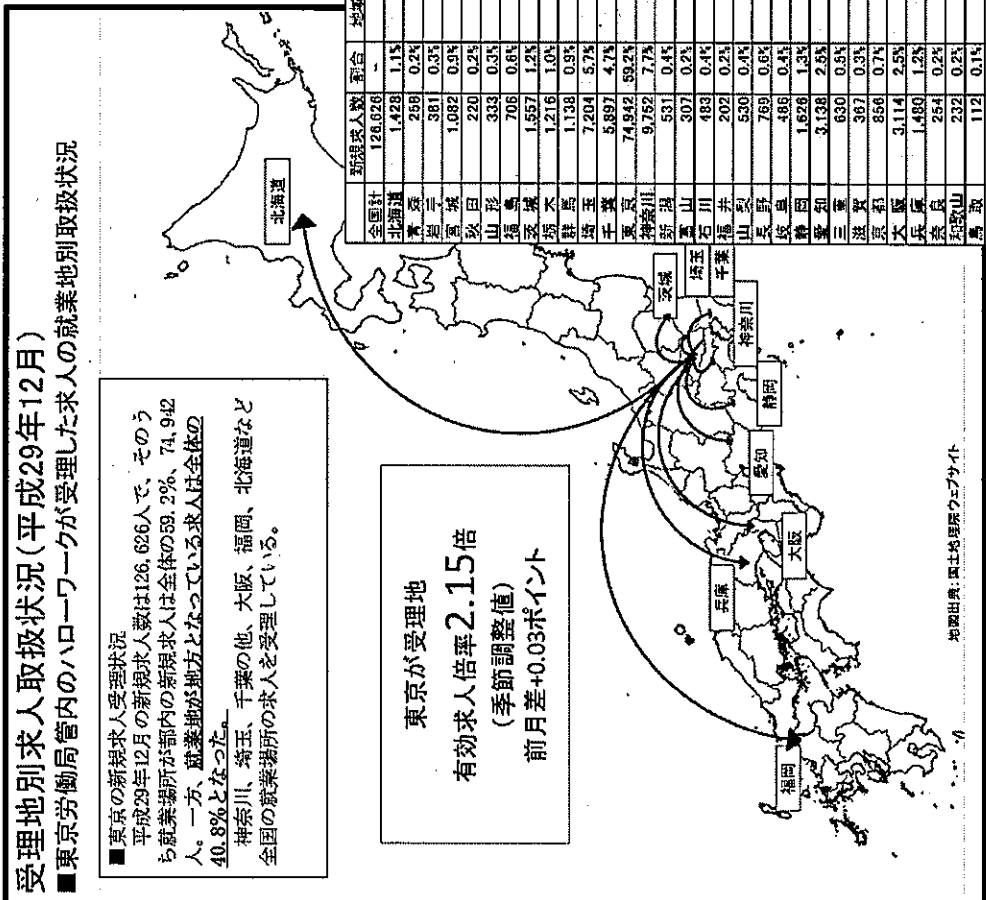 受理地別求人取扱状況(平成29年12月)
■東京労働局管内のハローワークが受理した求人の就業地別取扱状況
■東京の新規求人受理状況
平成29年12月の新規求人数は126,626人で、そのう
ち就業場所が都内の新規求人は全体の59.2%、74,942
人。一方、就業地が地方となっている求人は全体の
40.8%となった。
神奈川、埼玉、千葉の他、大阪、福岡、北海道など
全国の就業場所の求人を受理している。
東京が受理地
有効求人倍率2.15倍
(季節調整値)
前月差+0.03ポイント
北海道
茨城
埼玉
千葉
神奈川
静岡
愛知
大阪
兵庫
福岡
地図出典:国土地理院ウェブサイト
新規求人数 割合 地域
全国計 126,626 -
北海道 1,428 1.1%
青森 258 0.2%
岩手 381 0.3%
宮城 1,082 0.9%
秋田 220 0.2%
山形 333 0.3%
福島 706 0.6%
茨城 1,557 1.2%
栃木 1,216 1.0%
群馬 1,138 0.9%
埼玉 7,204 5.7%
千葉 5,897 4.7%
東京 74,942 59.2%
神奈川 9,752 7.7%
新潟 531 0.4%
富山 307 0.2%
石川 483 0.4%
福井 202 0.2%
山梨 530 0.4%
長野 769 0.6%
岐阜 486 0.4%
静岡 1,626 1.3%
愛知 3,138 2.5%
三重 630 0.5%
滋賀 367 0.3%
京都 856 0.7%
大阪 3,114 2.5%
兵庫 1,480 1.2%
奈良 254 0.2%
和歌山 232 0.2%
鳥取 112 0.1%